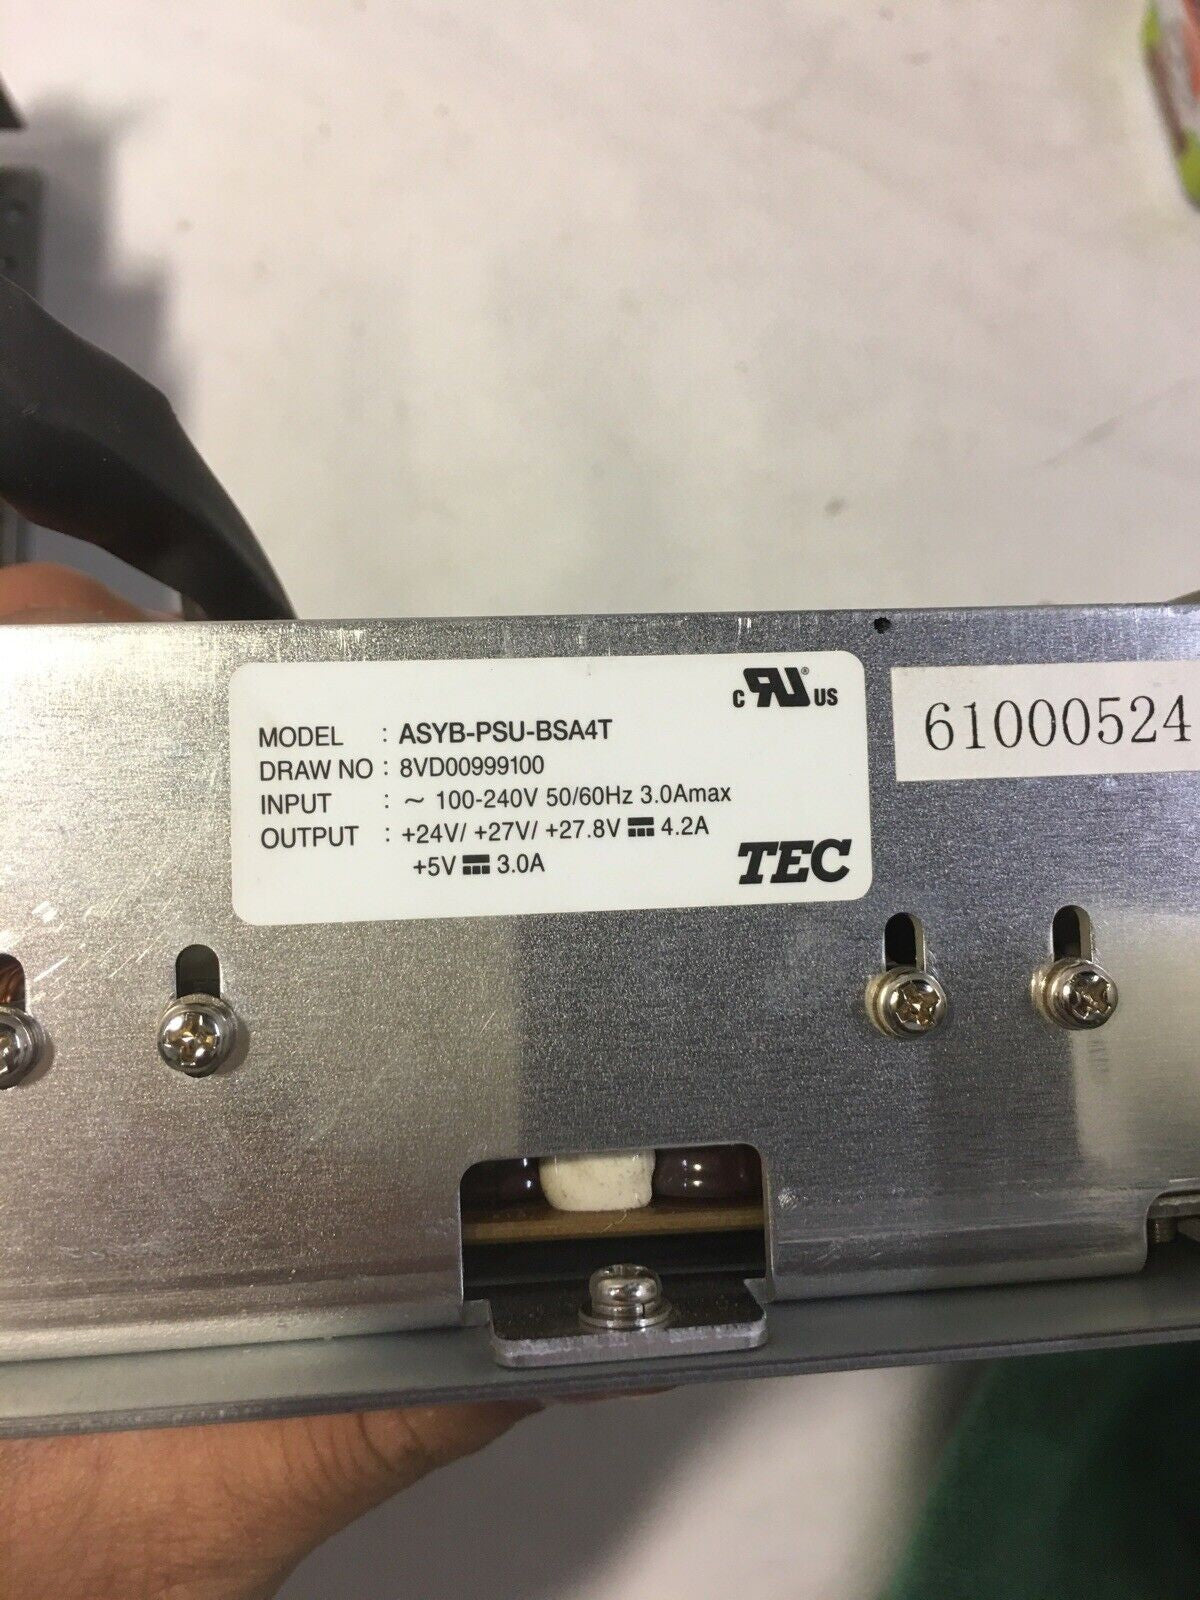 c RU® US
MODEL : ASYB-PSU-BSA4T
DRAW NO : 8VD00999100
INPUT : ~ 100-240V 50/60Hz 3.0Amax
OUTPUT : +24V/ +27V/ +27.8V ⎓ 4.2A
+5V ⎓ 3.0A
TEC
61000524